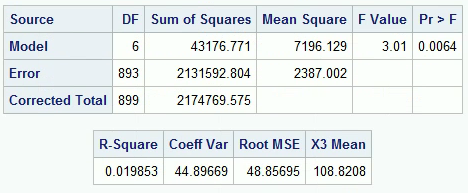 Source DF Sum of Squares Mean Square F Value Pr > F
Model 6 43176.771 7196.129 3.01 0.0064
Error 893 2131592.804 2387.002
Corrected Total 899 2174769.575
R-Square Coeff Var Root MSE X3 Mean
0.019853 44.89669 48.85695 108.8208